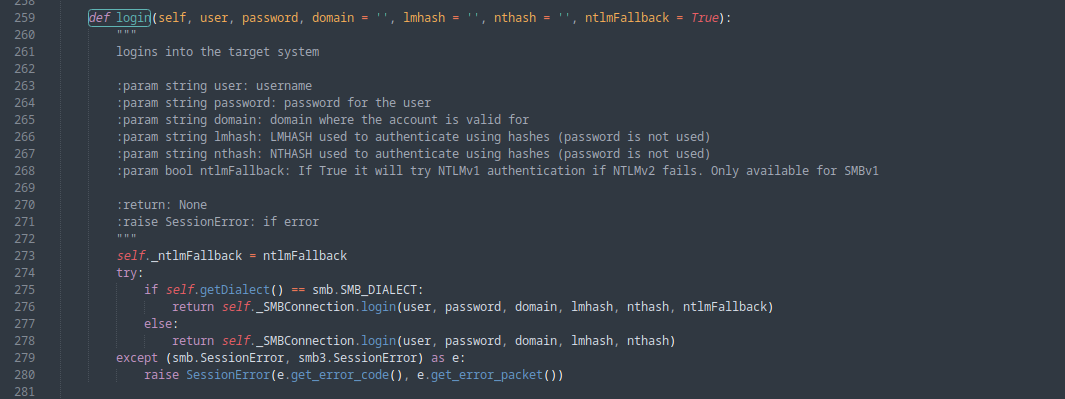 258
259 def login(self, user, password, domain = '', lmhash = '', nthash = '', ntlmFallback = True):
260 """
261 logins into the target system
262
263 :param string user: username
264 :param string password: password for the user
265 :param string domain: domain where the account is valid for
266 :param string lmhash: LMHASH used to authenticate using hashes (password is not used)
267 :param string nthash: NTHASH used to authenticate using hashes (password is not used)
268 :param bool ntlmFallback: If True it will try NTLMv1 authentication if NTLMv2 fails. Only available for SMBv1
269
270 :return: None
271 :raise SessionError: if error
272 """
273 self._ntlmFallback = ntlmFallback
274 try:
275 if self.getDialect() == smb.SMB_DIALECT:
276 return self._SMBConnection.login(user, password, domain, lmhash, nthash, ntlmFallback)
277 else:
278 return self._SMBConnection.login(user, password, domain, lmhash, nthash)
279 except (smb.SessionError, smb3.SessionError) as e:
280 raise SessionError(e.get_error_code(), e.get_error_packet())
281